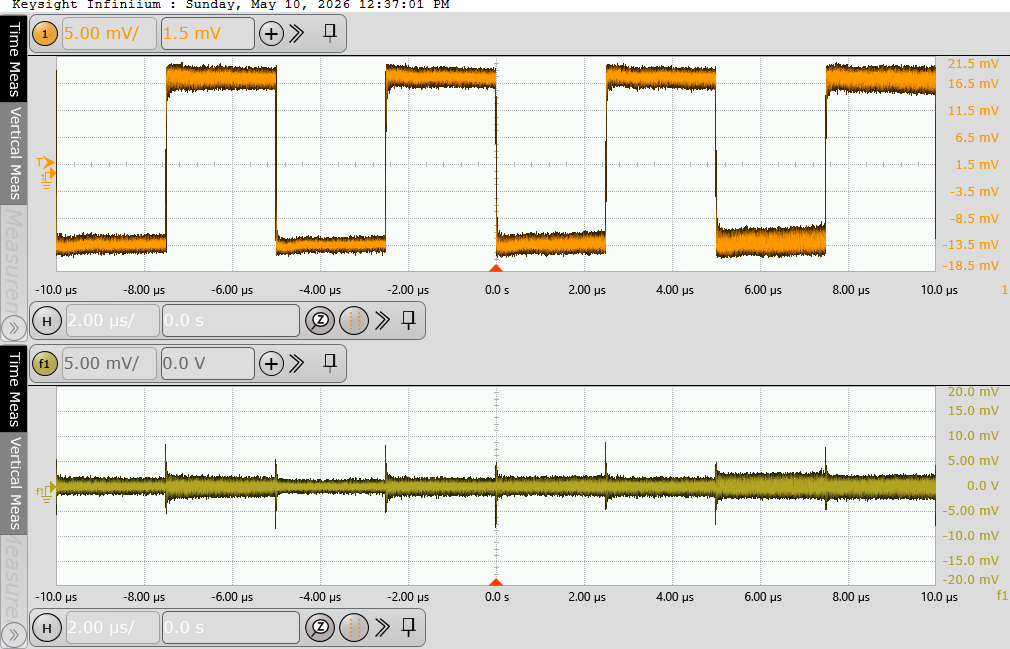 Keysight Infiniium : Sunday, May 10, 2026 12:37:01 PM
Time Meas
Vertical Meas
1 5.00 mV/ 1.5 mV
21.5 mV
16.5 mV
11.5 mV
6.5 mV
1.5 mV
-3.5 mV
-8.5 mV
-13.5 mV
-18.5 mV
T
1
-10.0 µs -8.00 µs -6.00 µs -4.00 µs -2.00 µs 0.0 s 2.00 µs 4.00 µs 6.00 µs 8.00 µs 10.0 µs 1
H 2.00 µs/ 0.0 s Z
Time Meas
Vertical Meas
f1 5.00 mV/ 0.0 V
20.0 mV
15.0 mV
10.0 mV
5.00 mV
0.0 V
-5.00 mV
-10.0 mV
-15.0 mV
-20.0 mV
f1
-10.0 µs -8.00 µs -6.00 µs -4.00 µs -2.00 µs 0.0 s 2.00 µs 4.00 µs 6.00 µs 8.00 µs 10.0 µs f1
H 2.00 µs/ 0.0 s Z